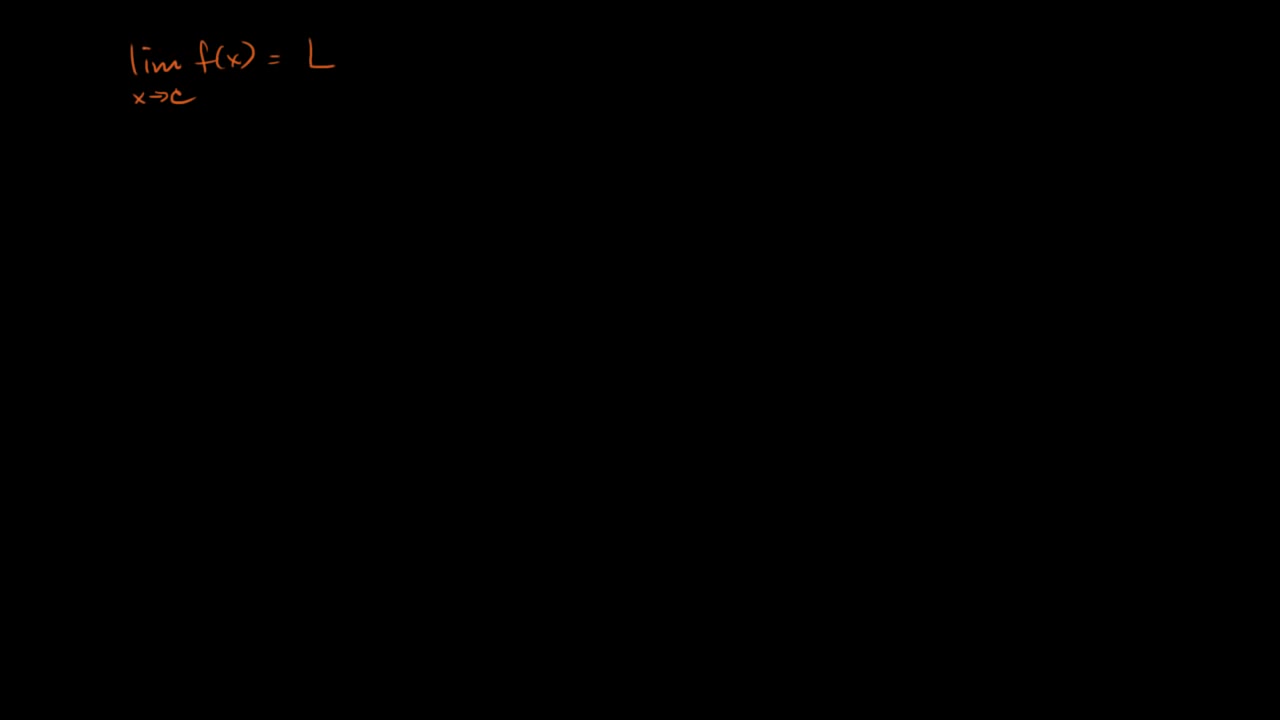 lim f(x) = L
x→c